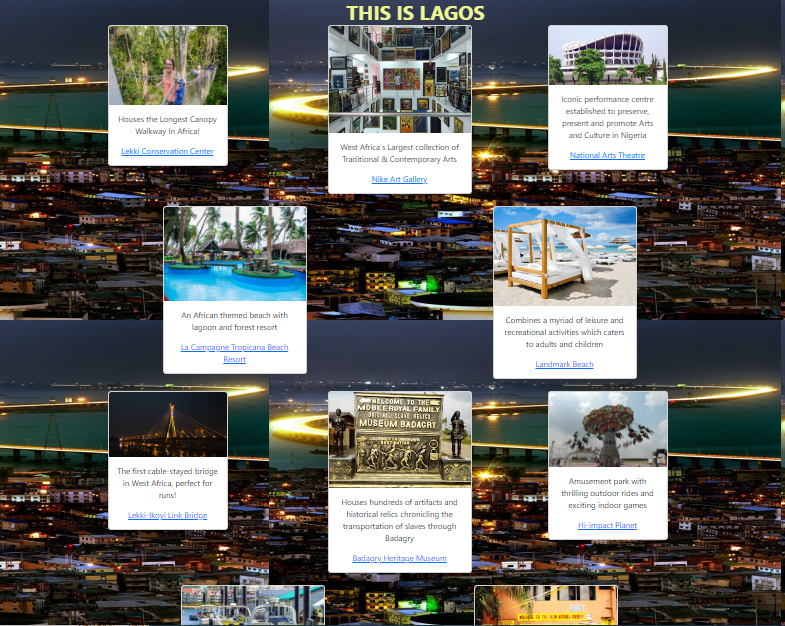 THIS IS LAGOS
Houses the Longest Canopy
Walkway In Africa!
Lekki Conservation Center
West Africa's Largest collection of
Traditional & Contemporary Arts
Nike Art Gallery
Iconic performance centre
established to preserve,
present and promote Arts
and Culture in Nigeria
National Arts Theatre
An African themed beach with
lagoon and forest resort
La Campagne Tropicana Beach
Resort
Combines a myriad of leisure and
recreational activities which caters
to adults and children
Landmark Beach
The first cable-stayed bridge
in West Africa, perfect for
runs!
Lekki-Ikoyi Link Bridge
WELCOME TO THE
MOBEE ROYAL FAMILY
ORIGINAL SLAVE RELICS
MUSEUM BADAGRY
Houses hundreds of artifacts and
historical relics chronicling the
transportation of slaves through
Badagry
Badagry Heritage Museum
Amusement park with
thrilling outdoor rides and
exciting indoor games
Hi-impact Planet
WELCOME TO THE NEW AFRIKA SHRINE